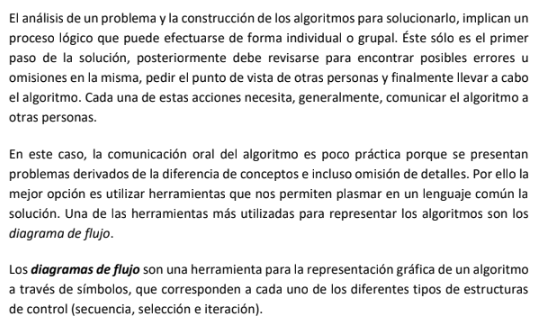 El análisis de un problema y la construcción de los algoritmos para solucionarlo, implican un
proceso lógico que puede efectuarse de forma individual o grupal. Éste sólo es el primer
paso de la solución, posteriormente debe revisarse para encontrar posibles errores u
omisiones en la misma, pedir el punto de vista de otras personas y finalmente llevar a cabo
el algoritmo. Cada una de estas acciones necesita, generalmente, comunicar el algoritmo a
otras personas.
En este caso, la comunicación oral del algoritmo es poco práctica porque se presentan
problemas derivados de la diferencia de conceptos e incluso omisión de detalles. Por ello la
mejor opción es utilizar herramientas que nos permiten plasmar en un lenguaje común la
solución. Una de las herramientas más utilizadas para representar los algoritmos son los
diagrama de flujo.
Los diagramas de flujo son una herramienta para la representación gráfica de un algoritmo
a través de símbolos, que corresponden a cada uno de los diferentes tipos de estructuras
de control (secuencia, selección e iteración).